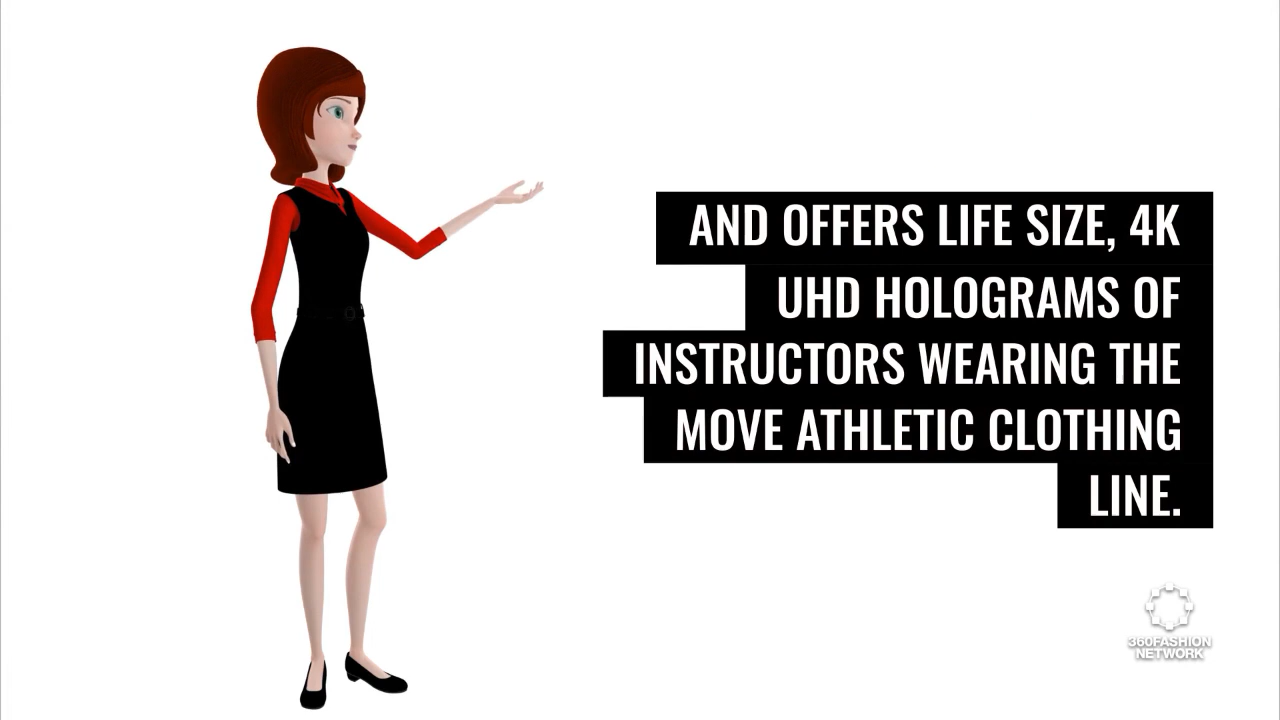 AND OFFERS LIFE SIZE, 4K
UHD HOLOGRAMS OF
INSTRUCTORS WEARING THE
MOVE ATHLETIC CLOTHING
LINE.
360FASHION
NETWORK